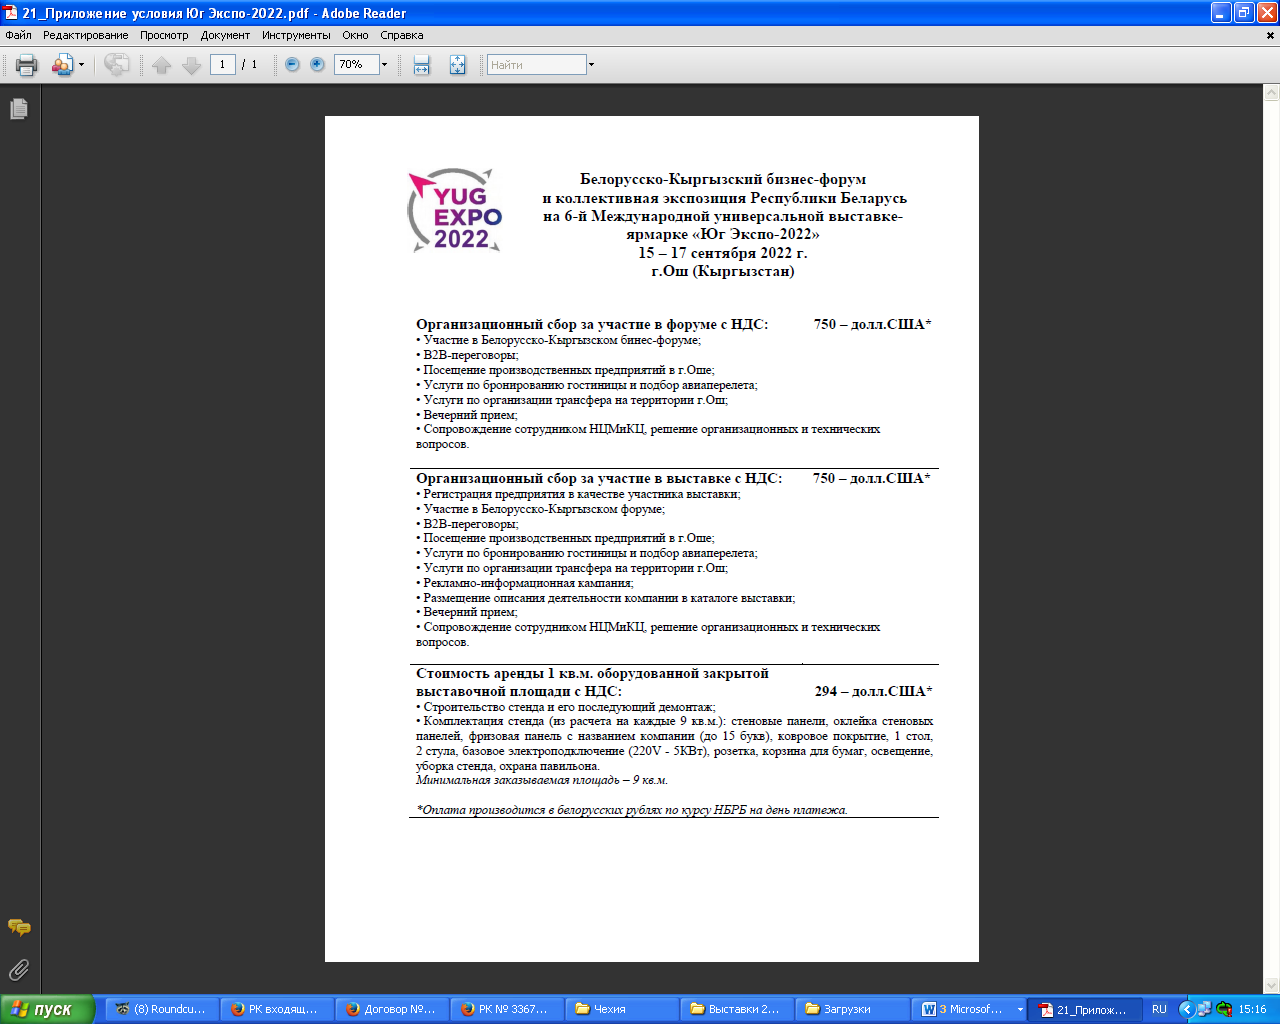 21_Приложение условия Юг Экспо-2022.pdf - Adobe Reader
Файл Редактирование Просмотр Документ Инструменты Окно Справка
1 / 1 70% Найти
YUG
EXPO
2022
Белорусско-Кыргызский бизнес-форум
и коллективная экспозиция Республики Беларусь
на 6-й Международной универсальной выставке-
ярмарке «Юг Экспо-2022»
15 – 17 сентября 2022 г.
г.Ош (Кыргызстан)
Организационный сбор за участие в форуме с НДС: 750 – долл.США*
• Участие в Белорусско-Кыргызском бинес-форуме;
• В2В-переговоры;
• Посещение производственных предприятий в г.Оше;
• Услуги по бронированию гостиницы и подбор авиаперелета;
• Услуги по организации трансфера на территории г.Ош;
• Вечерний прием;
• Сопровождение сотрудником НЦМиКЦ, решение организационных и технических
вопросов.
Организационный сбор за участие в выставке с НДС: 750 – долл.США*
• Регистрация предприятия в качестве участника выставки;
• Участие в Белорусско-Кыргызском форуме;
• В2В-переговоры;
• Посещение производственных предприятий в г.Оше;
• Услуги по бронированию гостиницы и подбор авиаперелета;
• Услуги по организации трансфера на территории г.Ош;
• Рекламно-информационная кампания;
• Размещение описания деятельности компании в каталоге выставки;
• Вечерний прием;
• Сопровождение сотрудником НЦМиКЦ, решение организационных и технических
вопросов.
Стоимость аренды 1 кв.м. оборудованной закрытой
выставочной площади с НДС: 294 – долл.США*
• Строительство стенда и его последующий демонтаж;
• Комплектация стенда (из расчета на каждые 9 кв.м.): стеновые панели, оклейка стеновых
панелей, фризовая панель с названием компании (до 15 букв), ковровое покрытие, 1 стол,
2 стула, базовое электроподключение (220V - 5КВт), розетка, корзина для бумаг, освещение,
уборка стенда, охрана павильона.
Минимальная заказываемая площадь – 9 кв.м.
*Оплата производится в белорусских рублях по курсу НБРБ на день платежа.
пуск (8) Roundcu... РК входящ... Договор №... РК № 3367... Чехия Выставки 2... Загрузки 3 Microsof... 21_Прилож... RU 15:16